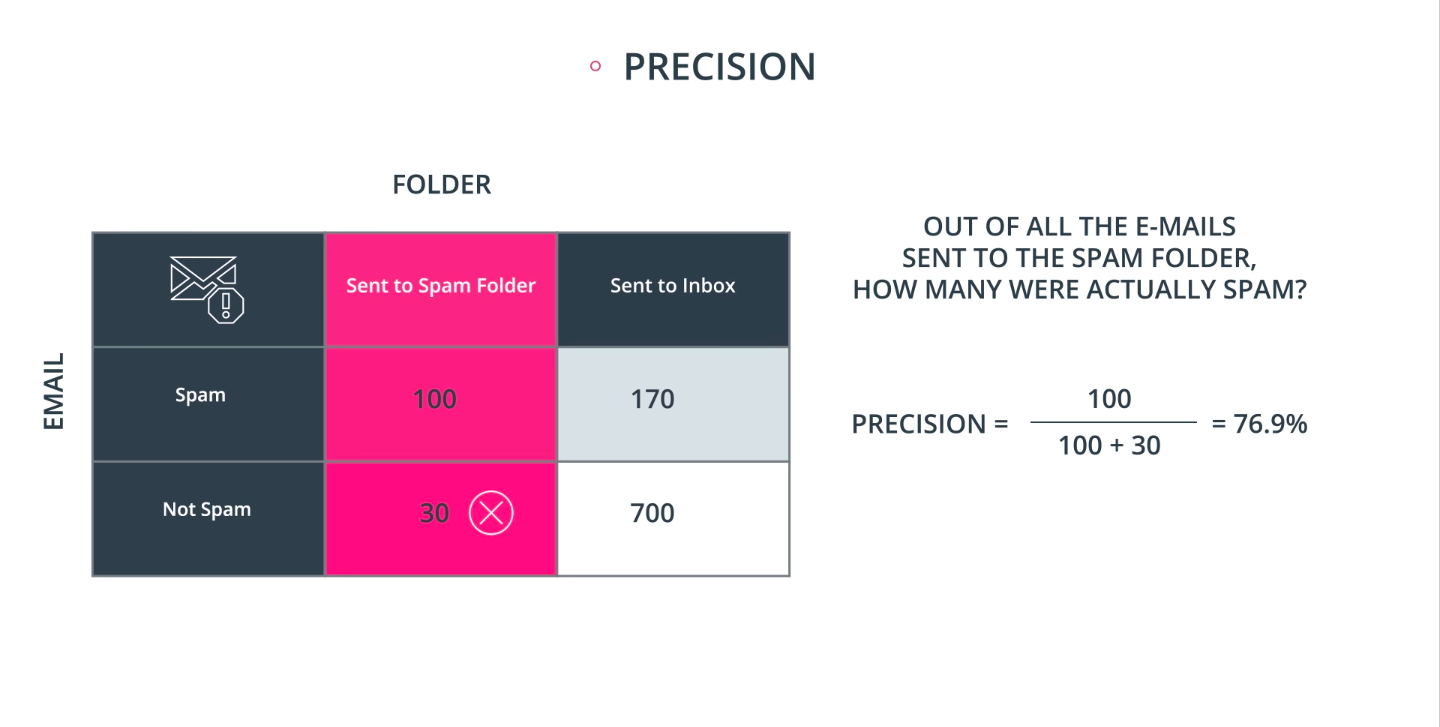 PRECISION
FOLDER
EMAIL
Sent to Spam Folder
Sent to Inbox
Spam
100
170
Not Spam
30
700
OUT OF ALL THE E-MAILS
SENT TO THE SPAM FOLDER,
HOW MANY WERE ACTUALLY SPAM?
100
PRECISION = = 76.9%
100 + 30